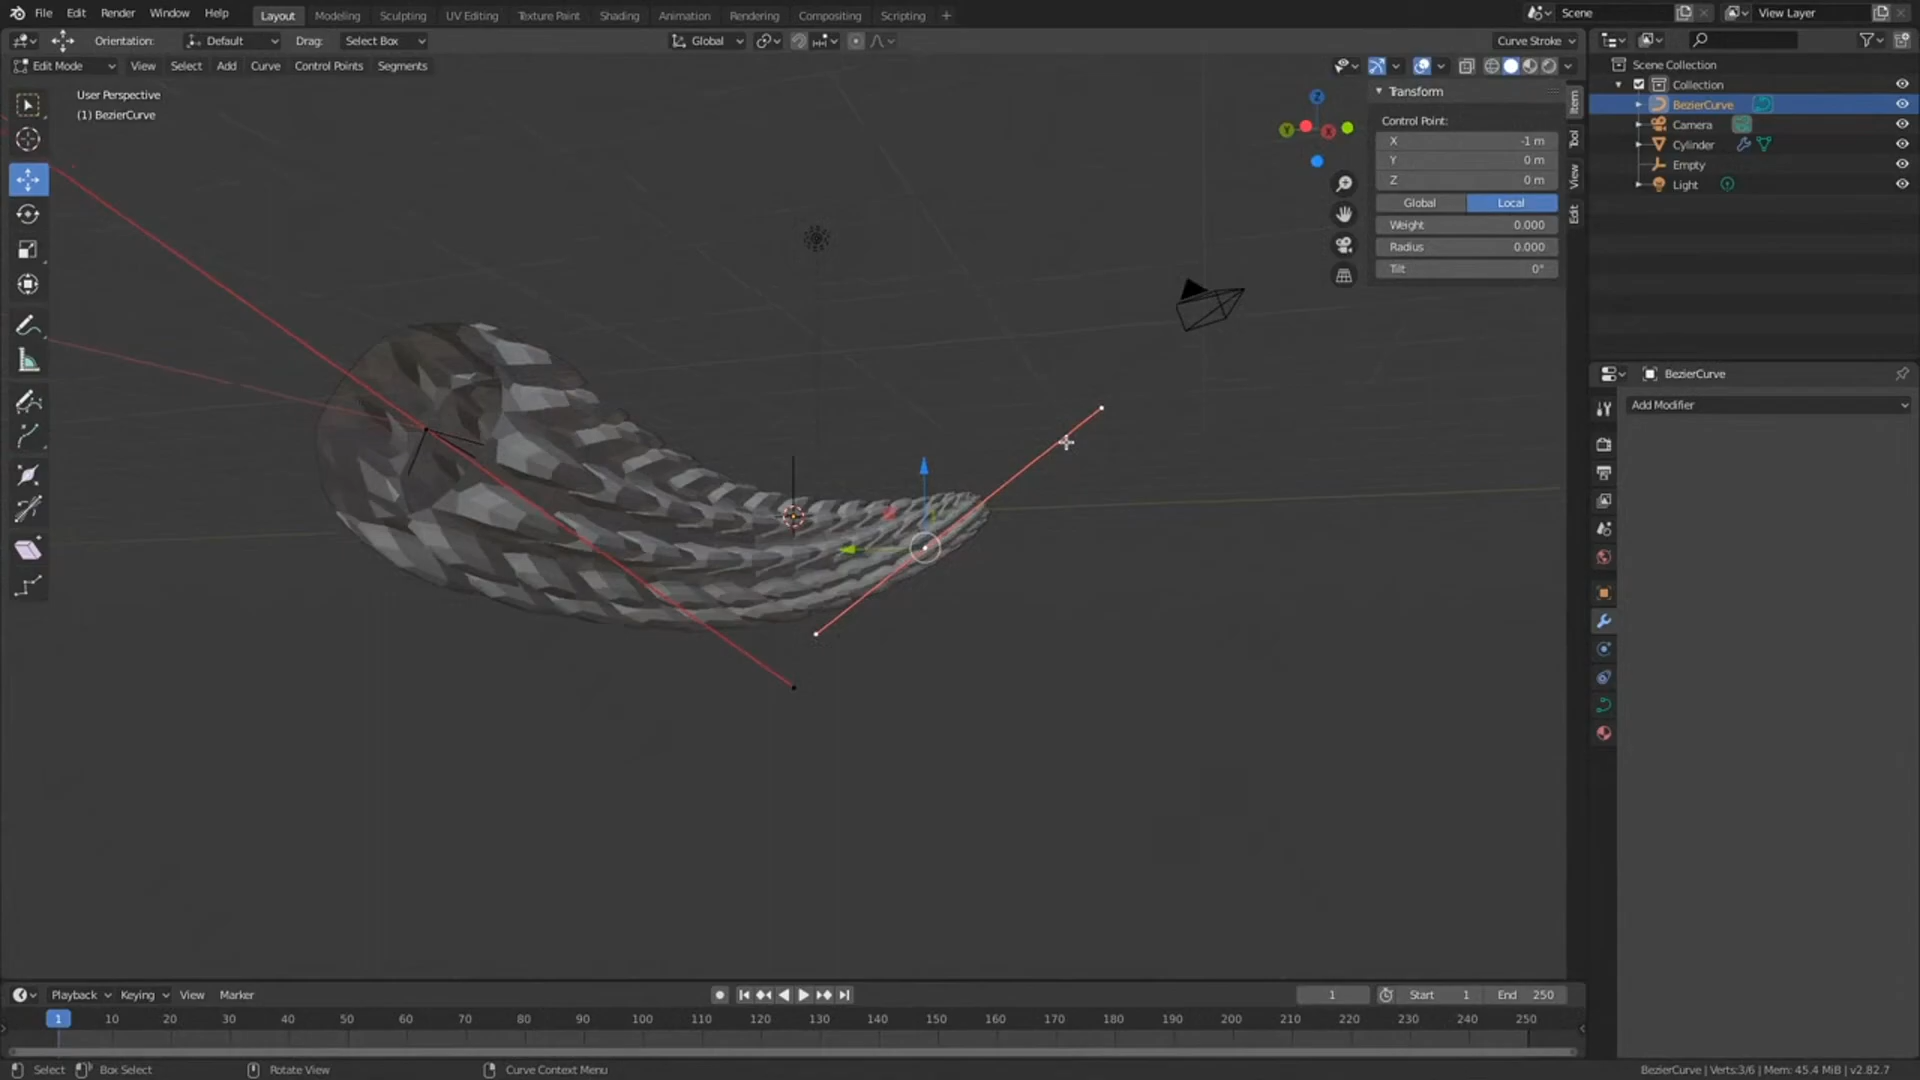 File Edit Render Window Help Layout Modeling Sculpting UV Editing Texture Paint Shading Animation Rendering Compositing Scripting + Scene View Layer
Orientation: Default Drag: Select Box Global Curve Stroke
Edit Mode View Select Add Curve Control Points Segments
User Perspective
(1) BezierCurve
Z
Y
X
Transform
Control Point:
X -1 m
Y 0 m
Z 0 m
Global Local
Weight 0.000
Radius 0.000
Tilt 0°
Item
Tool
View
Edit
Scene Collection
Collection
BezierCurve
Camera
Cylinder
Empty
Light
BezierCurve
Add Modifier
Playback Keying View Marker 1 Start 1 End 250
1 10 20 30 40 50 60 70 80 90 100 110 120 130 140 150 160 170 180 190 200 210 220 230 240 250
Select Box Select Rotate View Curve Context Menu BezierCurve | Verts:3/6 | Mem: 45.4 MiB | v2.82.7